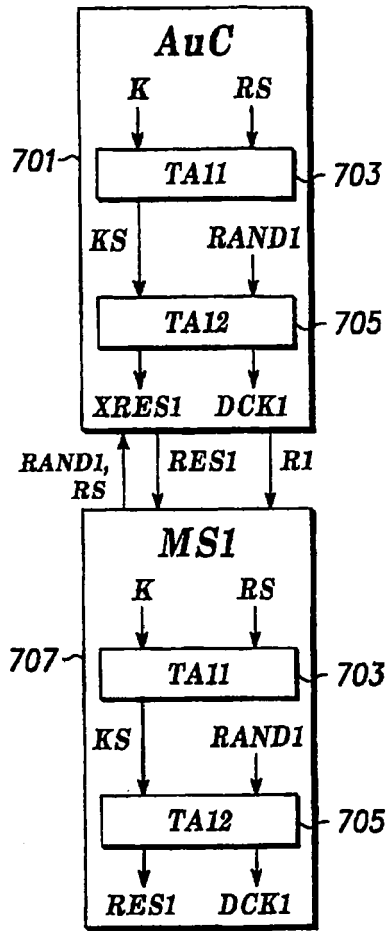 AuC
K RS
701
TA11
703
KS RAND1
TA12
705
XRES1 DCK1
RAND1,
RS
RES1
R1
MS1
K RS
707
TA11
703
KS RAND1
TA12
705
RES1 DCK1